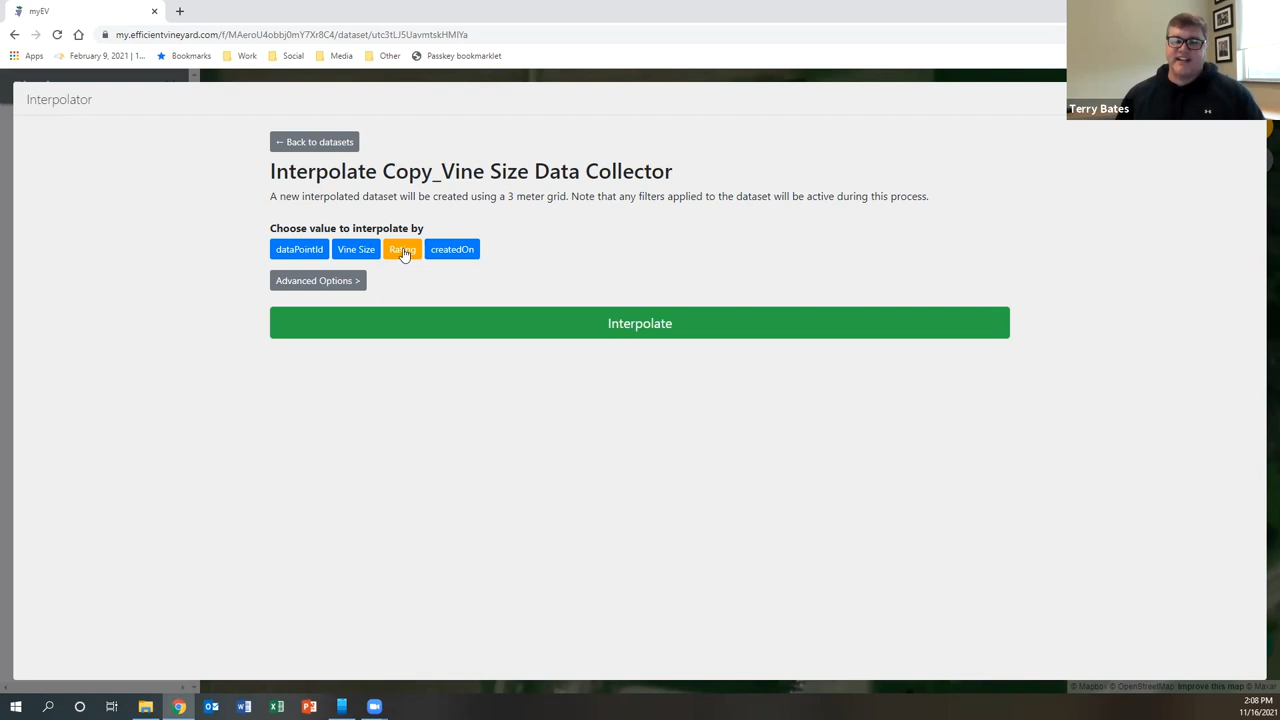 myEV
my.efficientvineyard.com/f/MAeroU4obbj0mY7Xr8C4/dataset/utc3tLJ5UavmtskHMlYa
Apps February 9, 2021 | 1... Bookmarks Work Social Media Other Passkey bookmarklet
Terry Bates
Interpolator
← Back to datasets
Interpolate Copy_Vine Size Data Collector
A new interpolated dataset will be created using a 3 meter grid. Note that any filters applied to the dataset will be active during this process.
Choose value to interpolate by
dataPointId Vine Size Rating createdOn
Advanced Options >
Interpolate
© Mapbox © OpenStreetMap Improve this map © Maxar
2:08 PM
11/16/2021